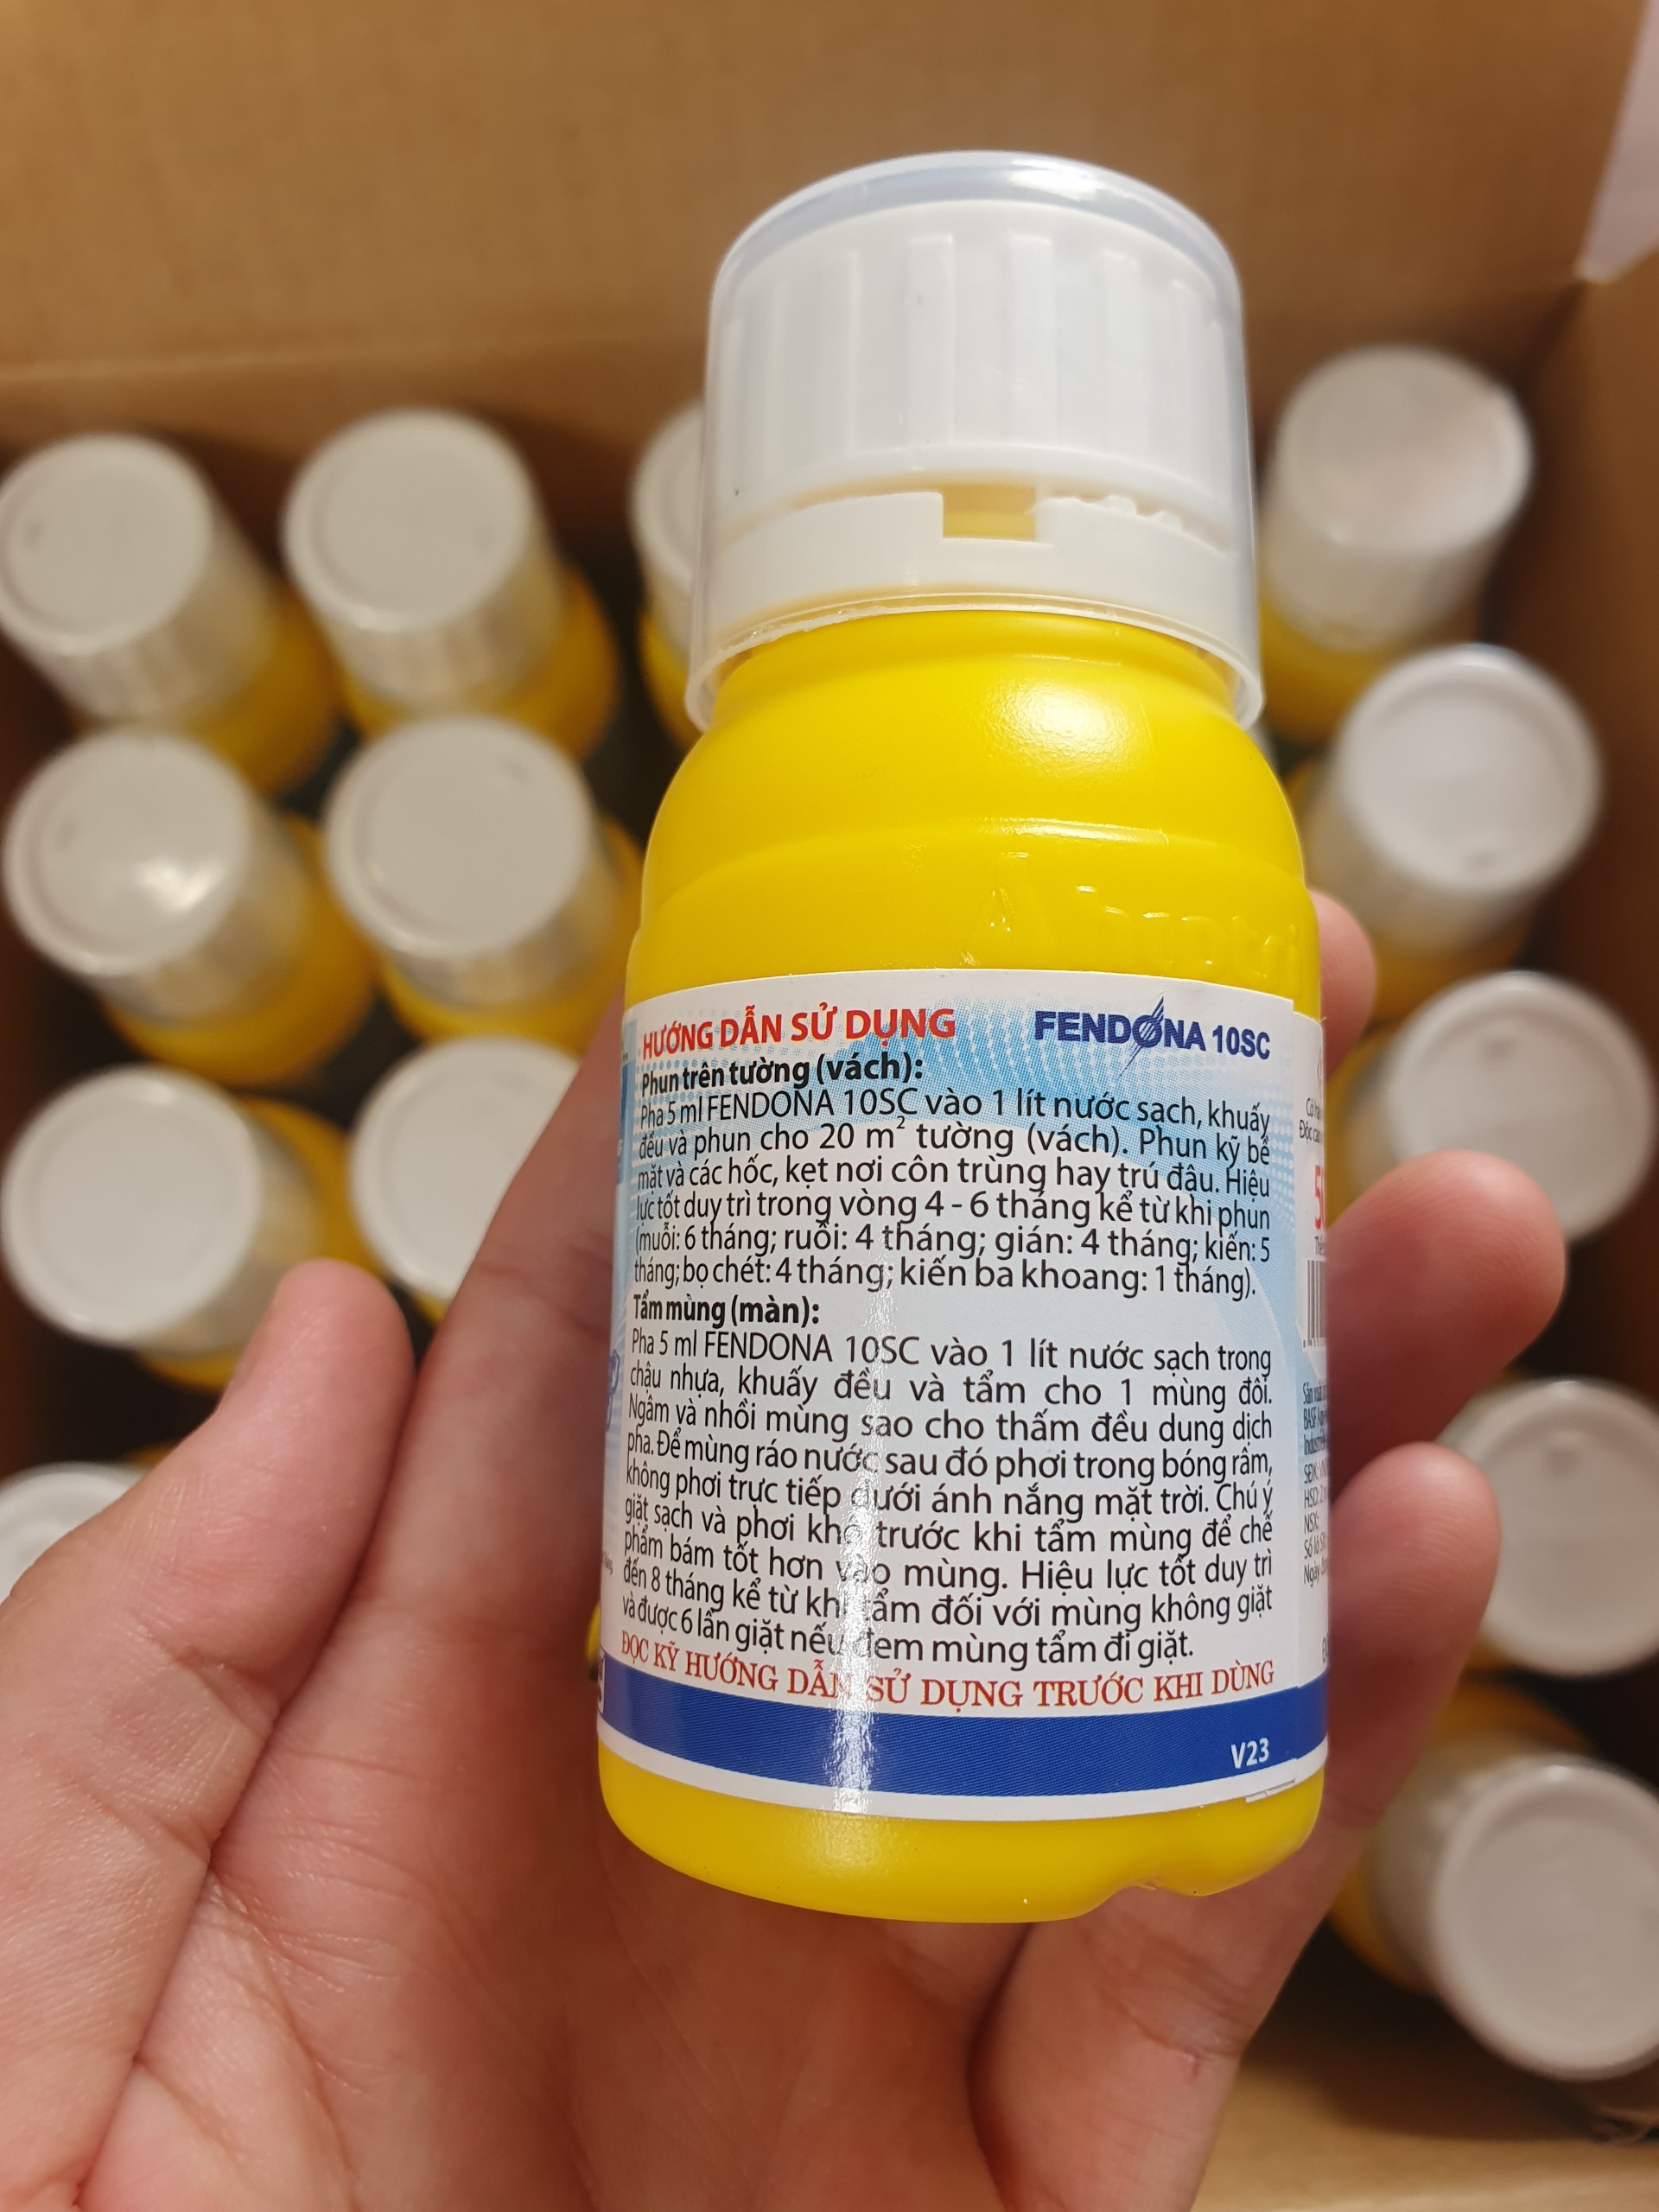 HƯỚNG DẪN SỬ DỤNG FENDONA 10SC
Phun trên tường (vách):
Pha 5 ml FENDONA 10SC vào 1 lít nước sạch, khuấy
đều và phun cho 20 m² tường (vách). Phun kỹ bề
mặt và các hốc, kẹt nơi côn trùng hay trú đậu. Hiệu
lực tốt duy trì trong vòng 4 - 6 tháng kể từ khi phun
(muỗi: 6 tháng; ruồi: 4 tháng; gián: 4 tháng; kiến: 5
tháng; bọ chét: 4 tháng; kiến ba khoang: 1 tháng).
Tẩm mùng (màn):
Pha 5 ml FENDONA 10SC vào 1 lít nước sạch trong
chậu nhựa, khuấy đều và tẩm cho 1 mùng đôi.
Ngâm và nhồi mùng sao cho thấm đều dung dịch
pha. Để mùng ráo nước sau đó phơi trong bóng râm,
không phơi trực tiếp dưới ánh nắng mặt trời. Chú ý
giặt sạch và phơi khô trước khi tẩm mùng để chế
phẩm bám tốt hơn vào mùng. Hiệu lực tốt duy trì
đến 8 tháng kể từ khi tẩm đối với mùng không giặt
và được 6 lần giặt nếu đem mùng tẩm đi giặt.
ĐỌC KỸ HƯỚNG DẪN SỬ DỤNG TRƯỚC KHI DÙNG
V23
BASF
NSX: